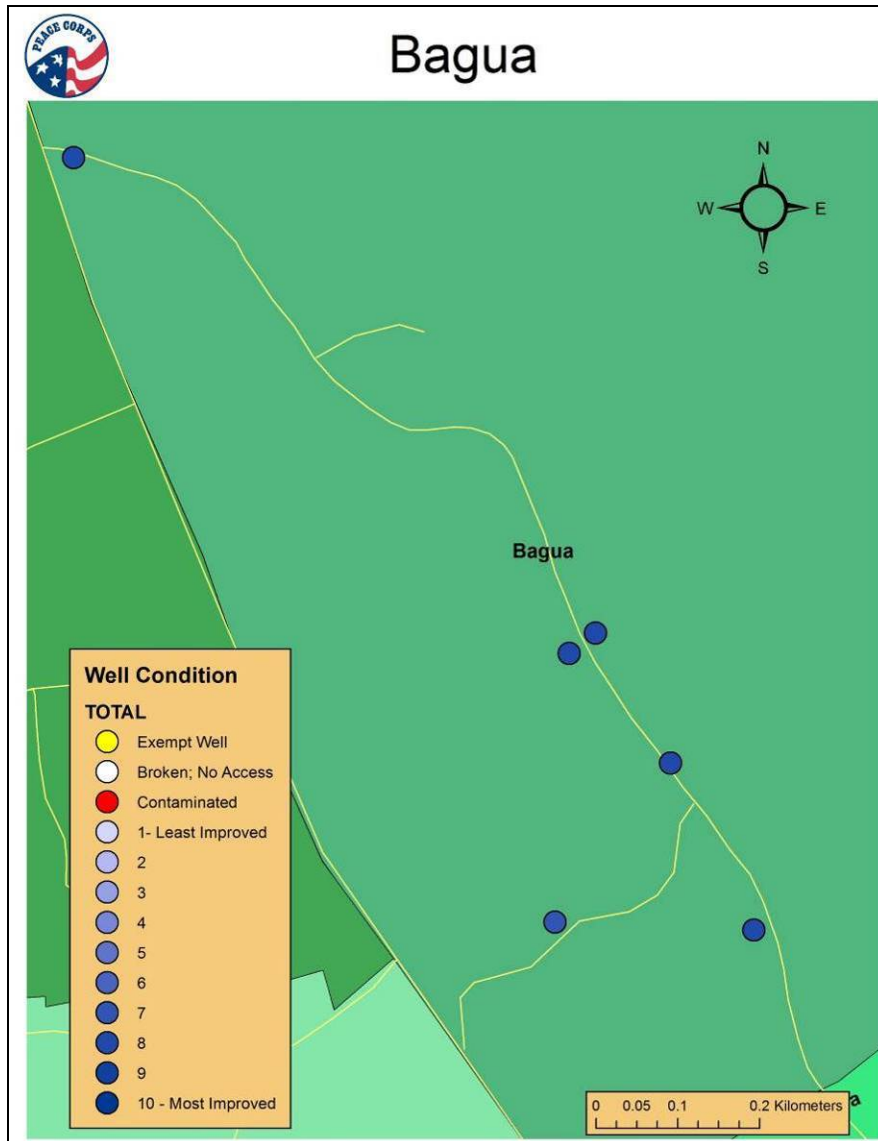 PEACE CORPS
Bagua
N
W E
S
Bagua
Well Condition
TOTAL
Exempt Well
Broken; No Access
Contaminated
1- Least Improved
2
3
4
5
6
7
8
9
10 - Most Improved
0 0.05 0.1 0.2 Kilometers